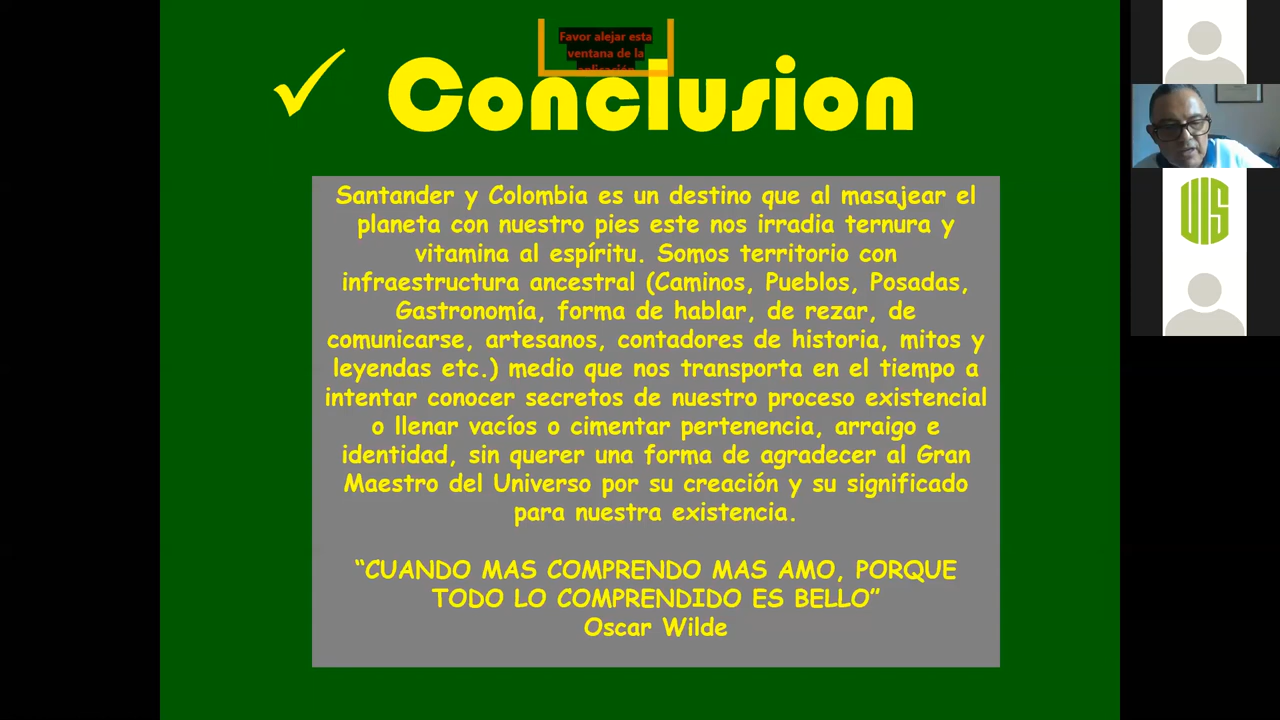 Favor alejar esta
ventana de la
aplicación
Conclusion
Santander y Colombia es un destino que al masajear el
planeta con nuestro pies este nos irradia ternura y
vitamina al espíritu. Somos territorio con
infraestructura ancestral (Caminos, Pueblos, Posadas,
Gastronomía, forma de hablar, de rezar, de
comunicarse, artesanos, contadores de historia, mitos y
leyendas etc.) medio que nos transporta en el tiempo a
intentar conocer secretos de nuestro proceso existencial
o llenar vacíos o cimentar pertenencia, arraigo e
identidad, sin querer una forma de agradecer al Gran
Maestro del Universo por su creación y su significado
para nuestra existencia.
“CUANDO MAS COMPRENDO MAS AMO, PORQUE
TODO LO COMPRENDIDO ES BELLO”
Oscar Wilde
UIS